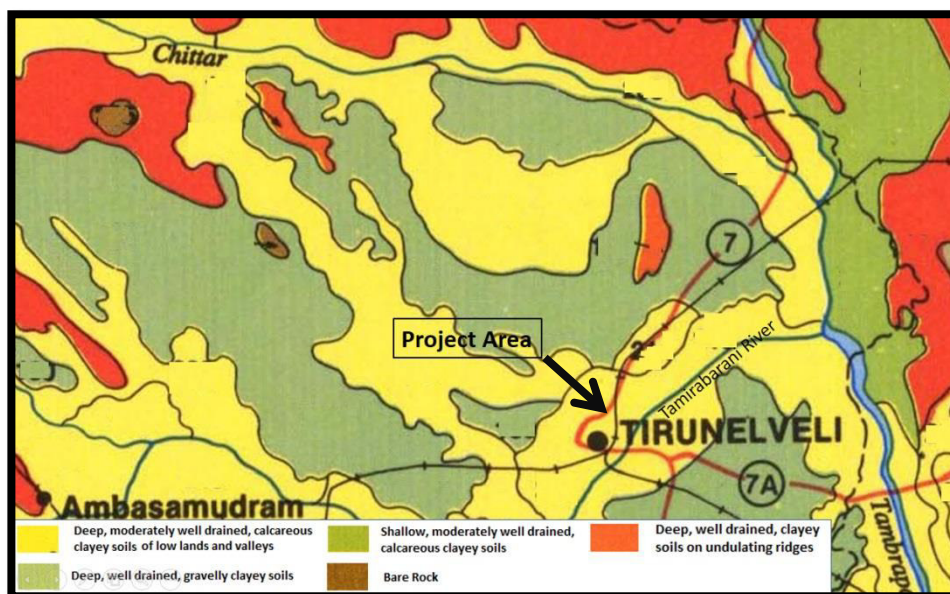 Chittar
7
Project Area
2
Tamirabarani River
TIRUNELVELI
7A
Ambasamudram
Tambrap
Deep, moderately well drained, calcareous
clayey soils of low lands and valleys
Shallow, moderately well drained,
calcareous clayey soils
Deep, well drained, clayey
soils on undulating ridges
Deep, well drained, gravelly clayey soils
Bare Rock